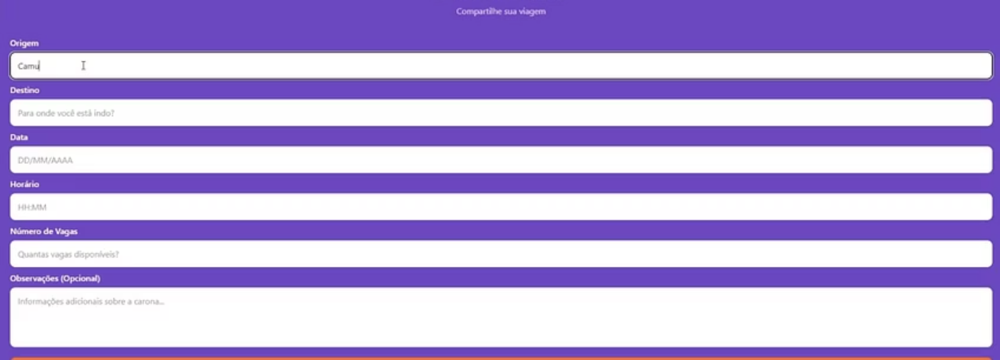 Compartilhe sua viagem
Origem
Camu
Destino
Para onde você está indo?
Data
DD/MM/AAAA
Horário
HH:MM
Número de Vagas
Quantas vagas disponíveis?
Observações (Opcional)
Informações adicionais sobre a carona...